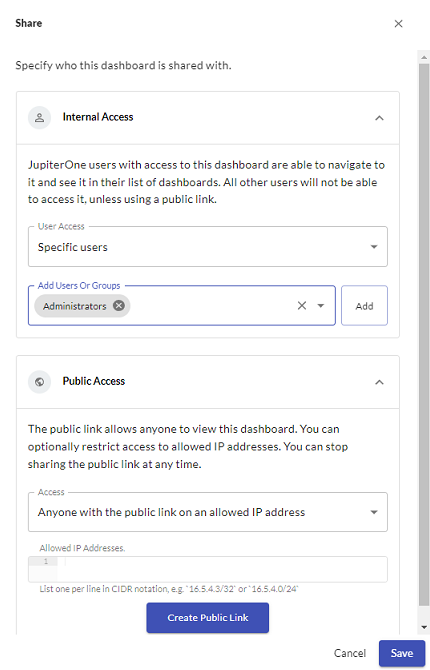 Share
Specify who this dashboard is shared with.
Internal Access
JupiterOne users with access to this dashboard are able to navigate to
it and see it in their list of dashboards. All other users will not be able
to access it, unless using a public link.
User Access
Specific users
Add Users Or Groups
Administrators
Add
Public Access
The public link allows anyone to view this dashboard. You can
optionally restrict access to allowed IP addresses. You can stop
sharing the public link at any time.
Access
Anyone with the public link on an allowed IP address
Allowed IP Addresses.
1
List one per line in CIDR notation, e.g. '16.5.4.3/32' or '16.5.4.0/24'
Create Public Link
Cancel
Save